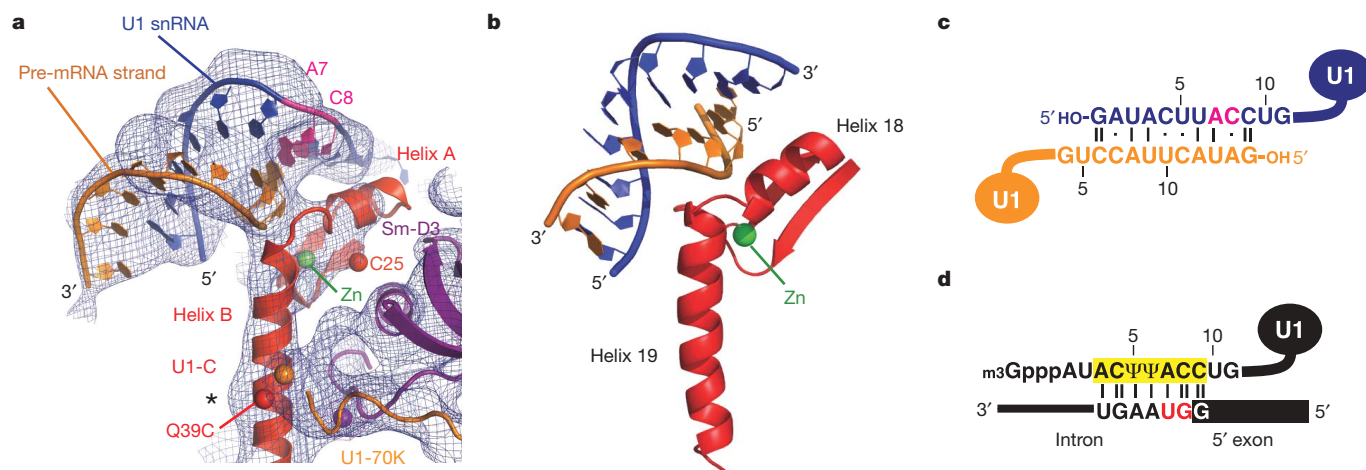 a
U1 snRNA
Pre-mRNA strand
A7
C8
Helix A
Sm-D3
C25
3′
5′
Zn
Helix B
U1-C
*
Q39C
U1-70K
b
3′
5′
Helix 18
3′
5′
Zn
Helix 19
c
U1
5 10
5′ HO-GAUACUUACCUG
GUCCAUUCAUAG-OH 5′
U1
5 10
d
U1
5 10
m3GpppAUACΨΨACCUG
3′ UGAAUGG 5′
Intron 5′ exon